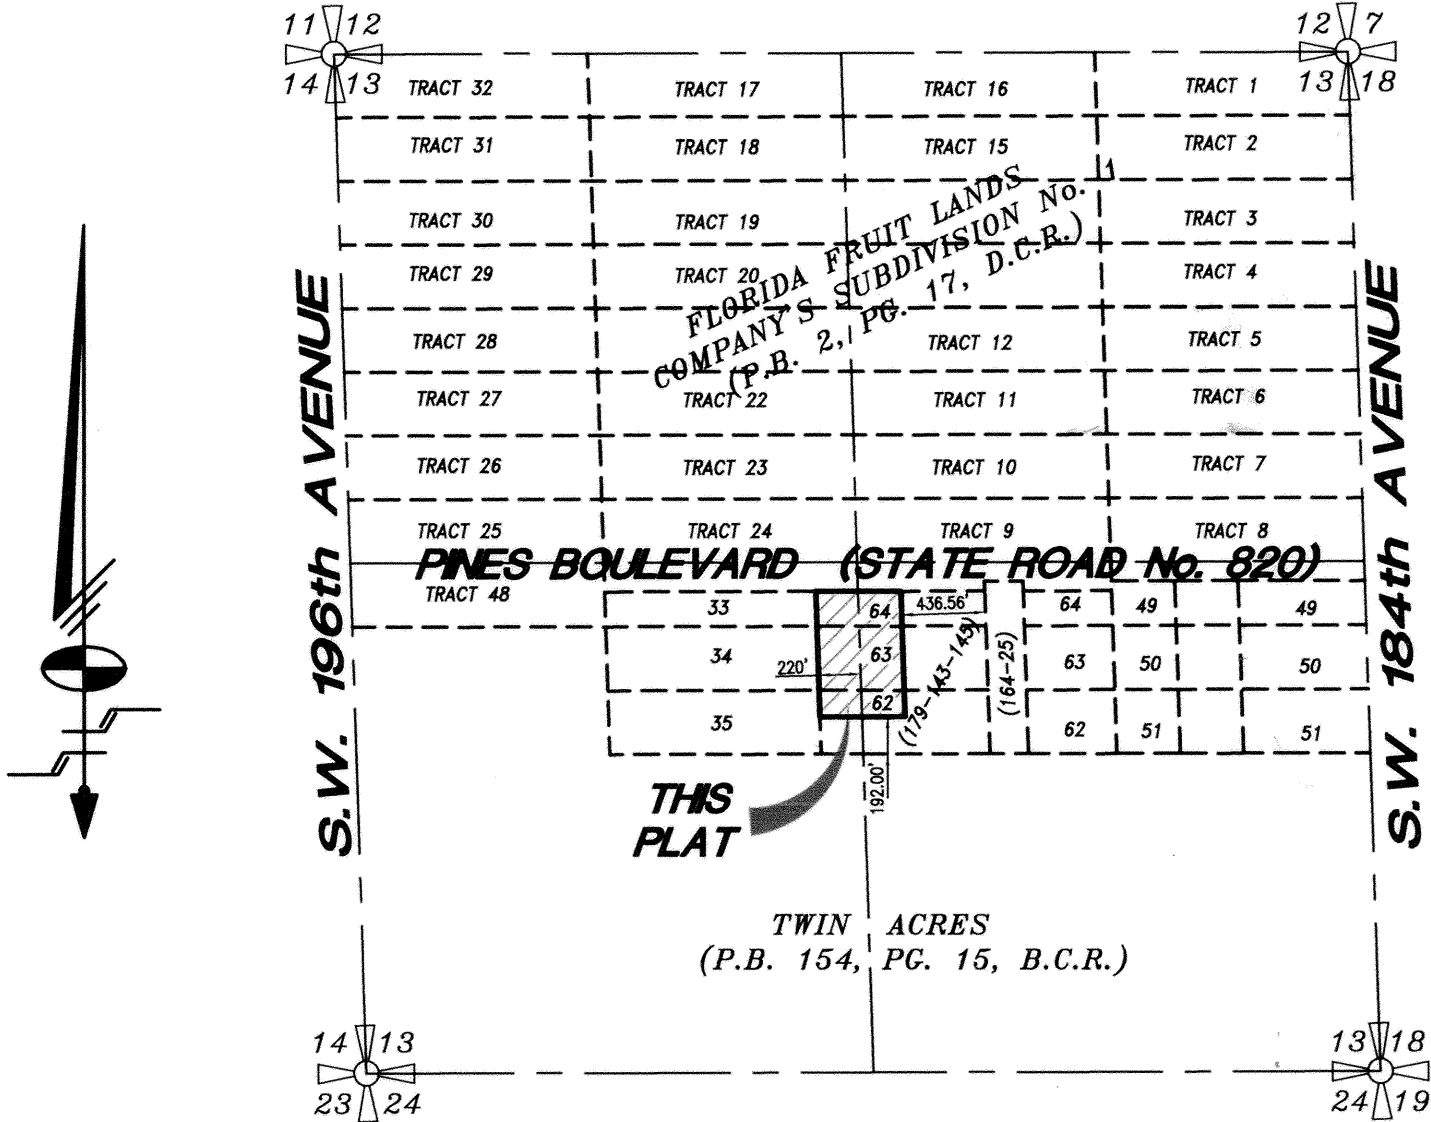 11 12
12 7
14 13
13 18
TRACT 32
TRACT 17
TRACT 16
TRACT 1
TRACT 31
TRACT 18
TRACT 15
TRACT 2
TRACT 30
TRACT 19
TRACT 3
TRACT 29
TRACT 20
TRACT 4
FLORIDA FRUIT LANDS
COMPANY'S SUBDIVISION No. 1
(P.B. 2, PG. 17, D.C.R.)
TRACT 28
TRACT 12
TRACT 5
TRACT 27
TRACT 22
TRACT 11
TRACT 6
TRACT 26
TRACT 23
TRACT 10
TRACT 7
TRACT 25
TRACT 24
TRACT 9
TRACT 8
S.W. 196th AVENUE
S.W. 184th AVENUE
PINES BOULEVARD (STATE ROAD No. 820)
TRACT 48
33
64
436.56'
64
49
49
34
63
220'
(179-143-145)
(164-25)
63
50
50
35
62
62
51
51
192.00'
THIS
PLAT
TWIN ACRES
(P.B. 154, PG. 15, B.C.R.)
14 13
13 18
23 24
24 19